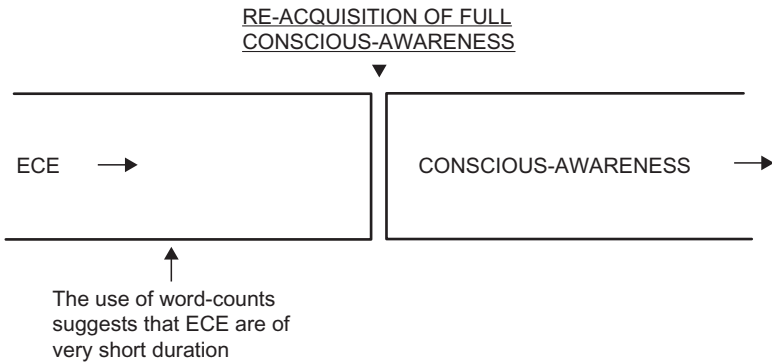 RE-ACQUISITION OF FULL
CONSCIOUS-AWARENESS
ECE
CONSCIOUS-AWARENESS
The use of word-counts
suggests that ECE are of
very short duration